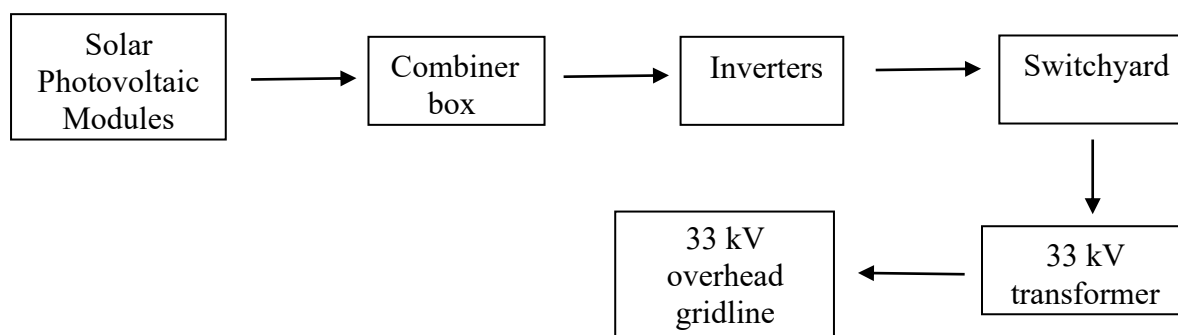 Solar
Photovoltaic
Modules
Combiner
box
Inverters
Switchyard
33 kV
transformer
33 kV
overhead
gridline